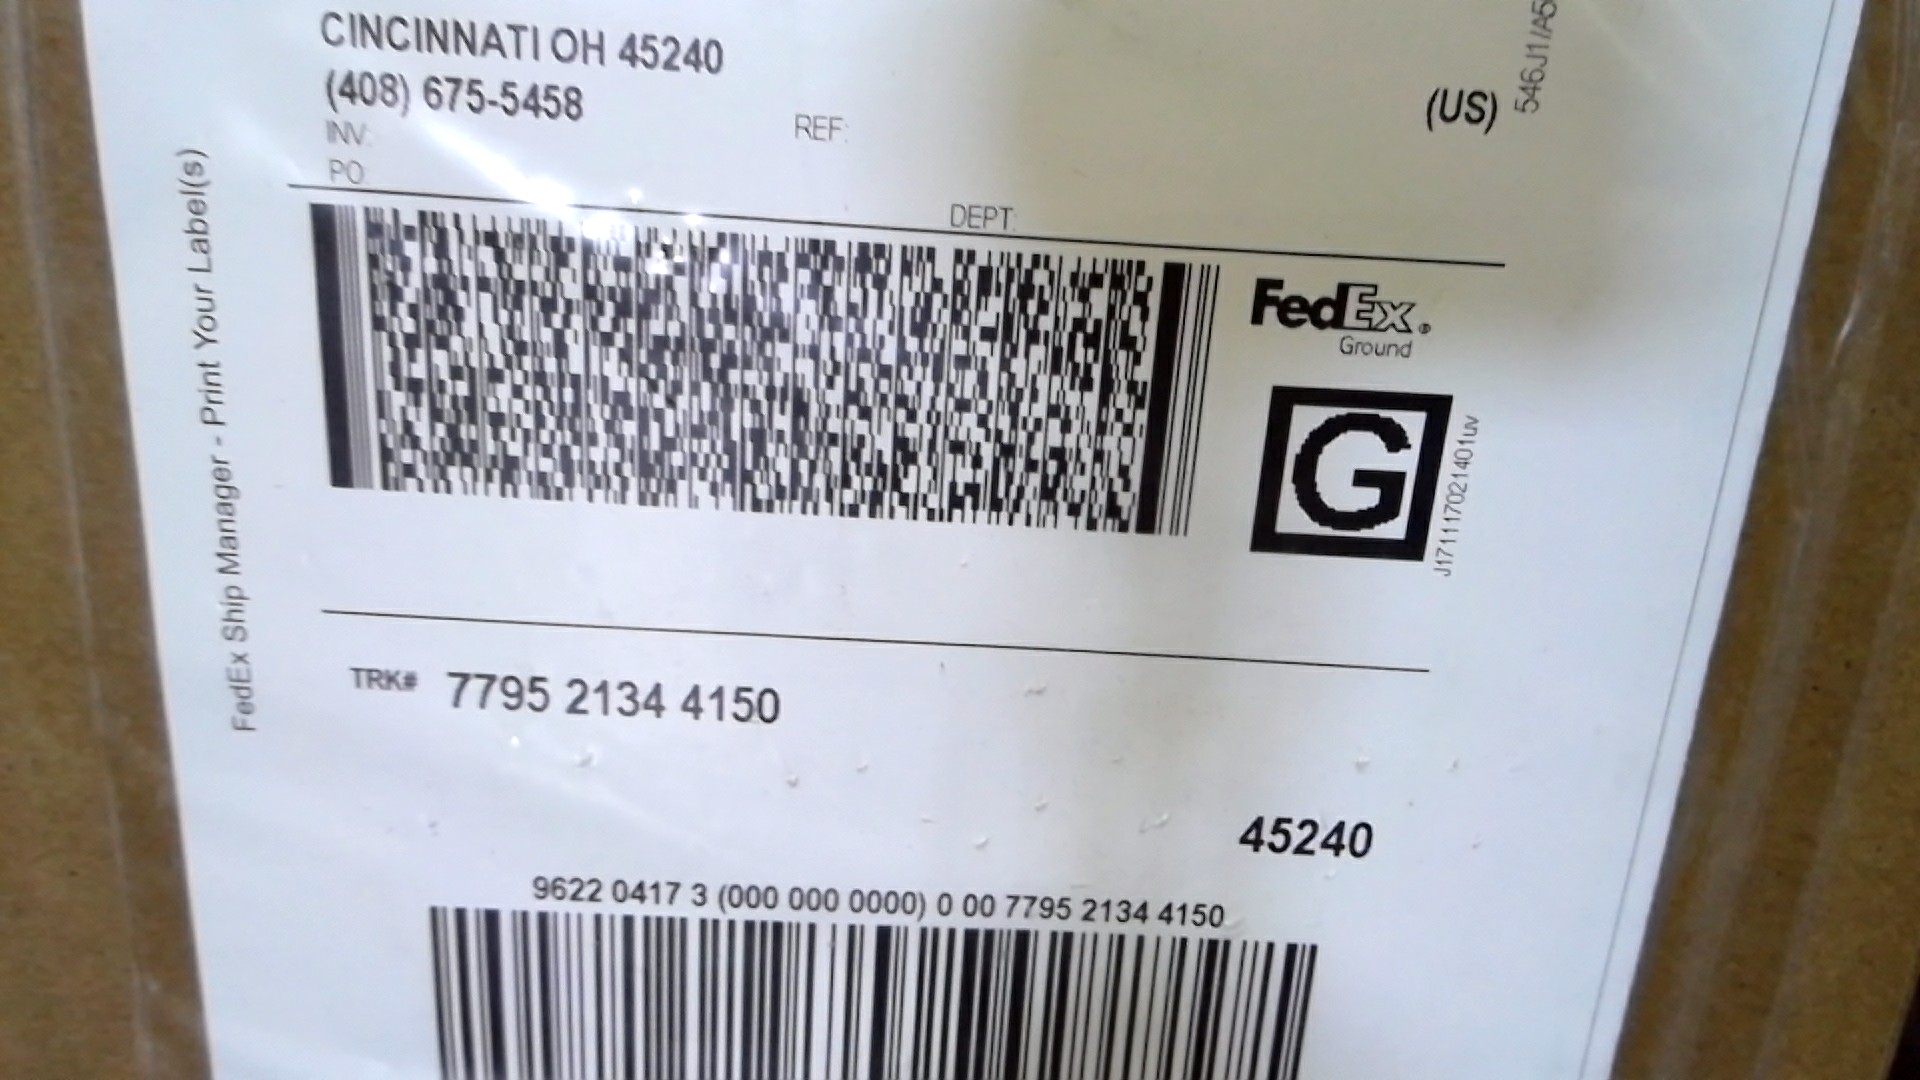 CINCINNATI OH 45240
(408) 675-5458
INV:
REF:
PO:
DEPT:
(US)
546J1/A5
FedEx Ship Manager - Print Your Label(s)
FedEx®
Ground
G
J171117021401uv
TRK# 7795 2134 4150
45240
9622 0417 3 (000 000 0000) 0 00 7795 2134 4150